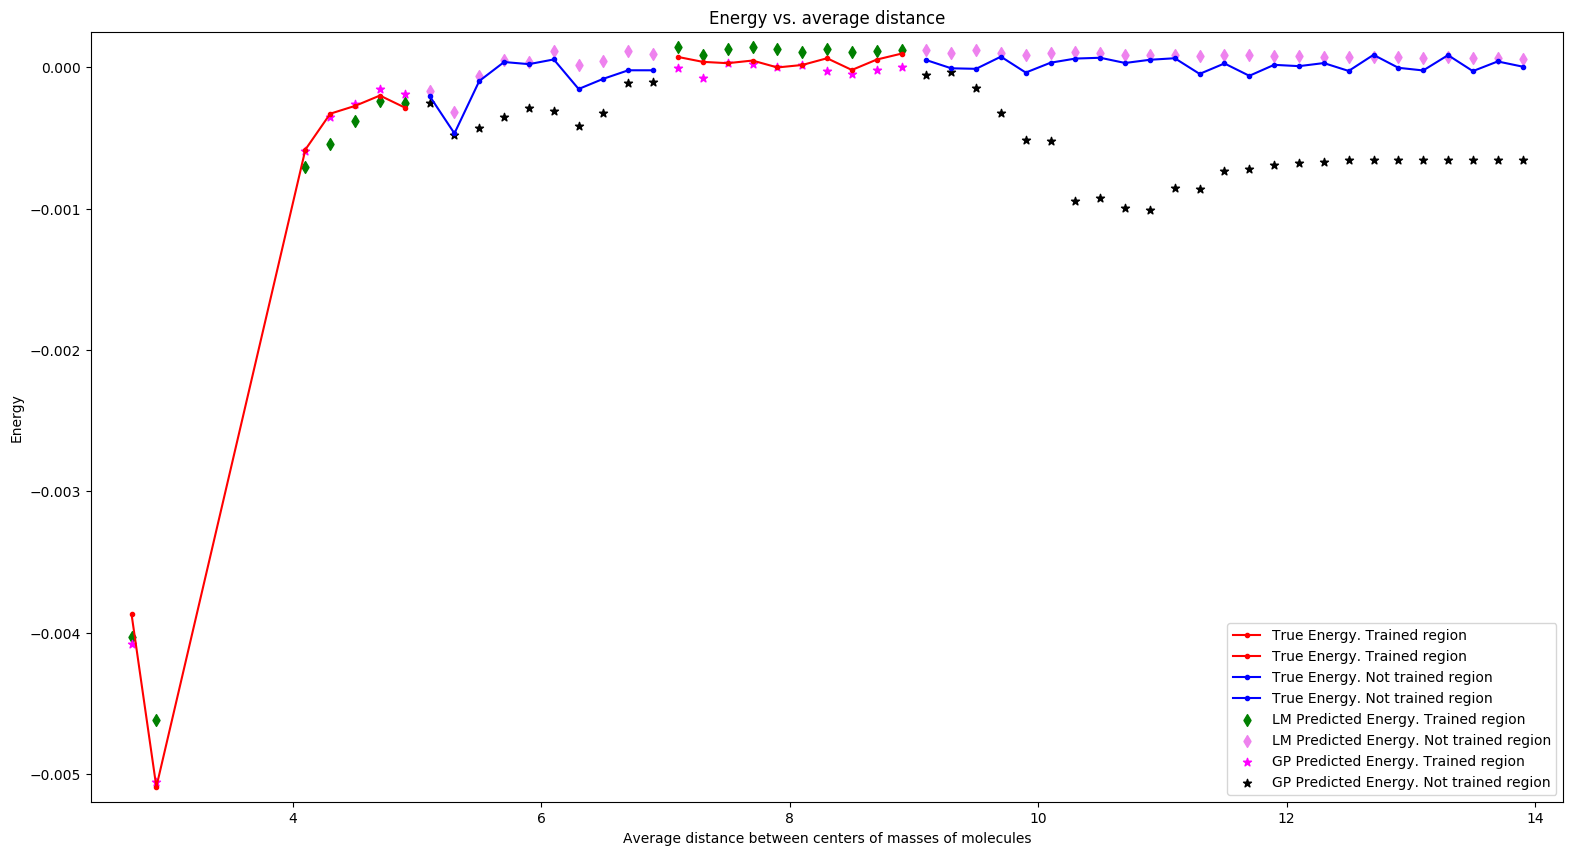 Energy vs. average distance
Energy
0.000
−0.001
−0.002
−0.003
−0.004
−0.005
4
6
8
10
12
14
Average distance between centers of masses of molecules
True Energy. Trained region
True Energy. Trained region
True Energy. Not trained region
True Energy. Not trained region
LM Predicted Energy. Trained region
LM Predicted Energy. Not trained region
GP Predicted Energy. Trained region
GP Predicted Energy. Not trained region